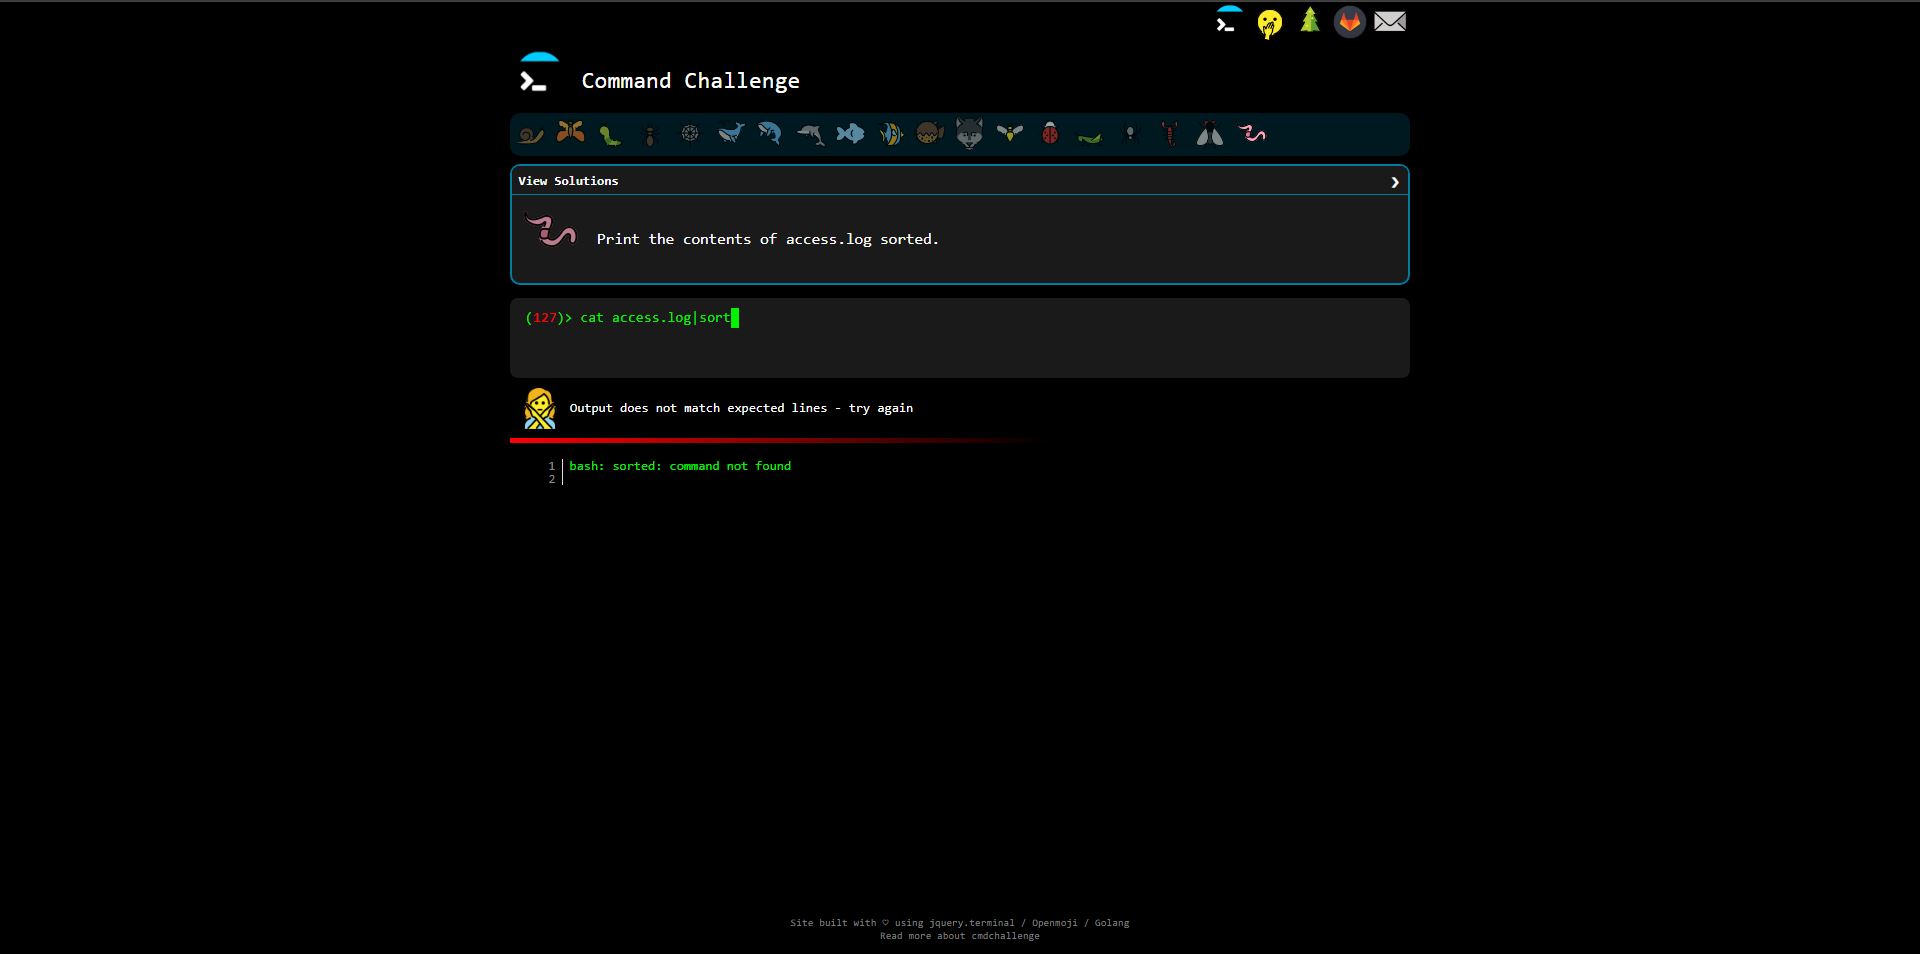 Command Challenge
View Solutions
Print the contents of access.log sorted.
(127)> cat access.log|sort
Output does not match expected lines - try again
1 bash: sorted: command not found
2
Site built with ♡ using jquery.terminal / Openmoji / Golang
Read more about cmdchallenge